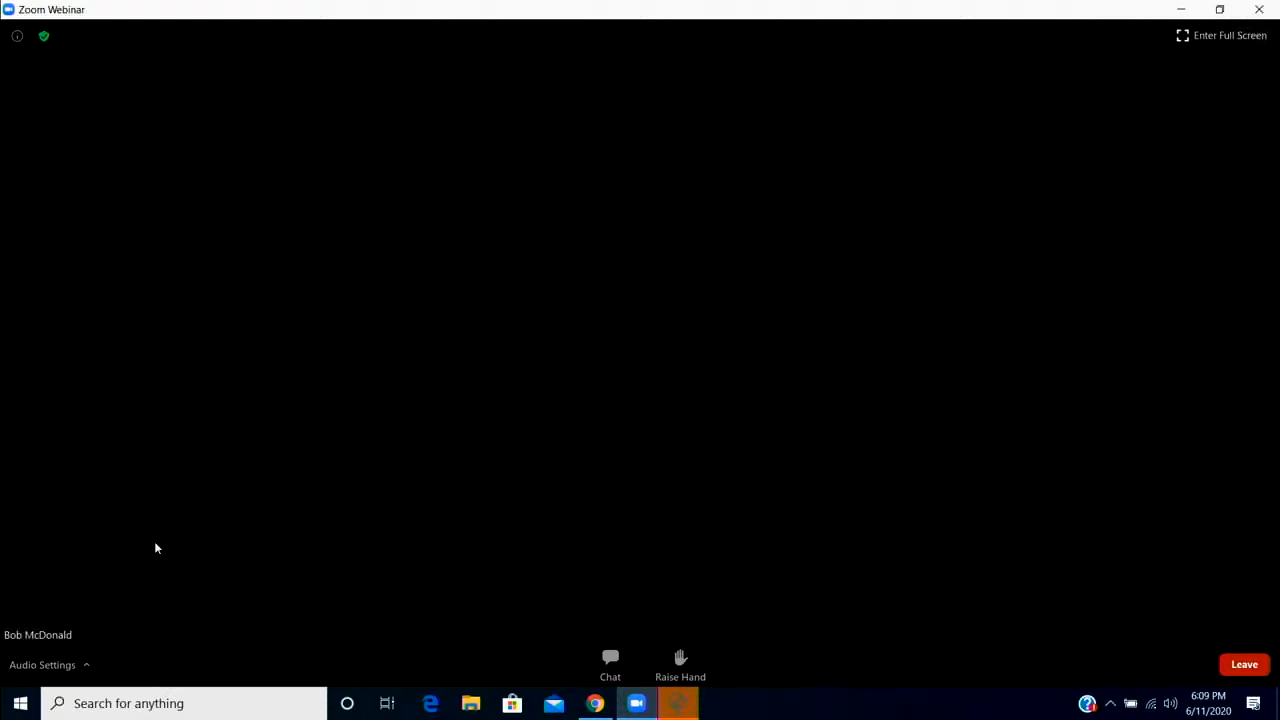 Zoom Webinar
Enter Full Screen
Bob McDonald
Audio Settings
Chat
Raise Hand
Leave
Search for anything
6:09 PM
6/11/2020